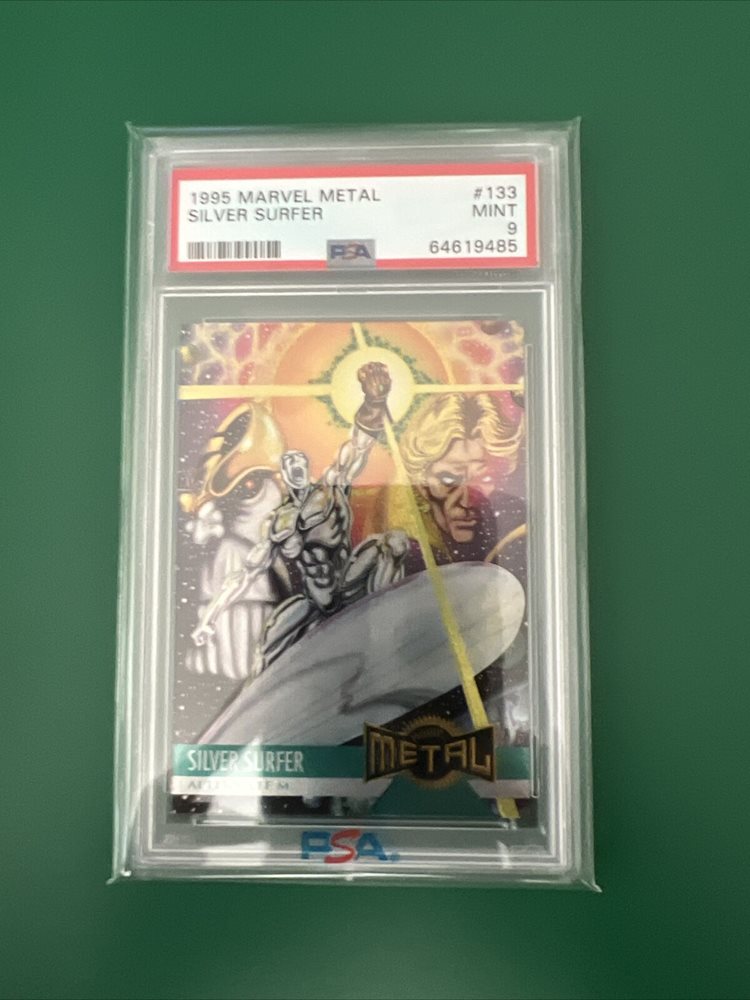 1995 MARVEL METAL #133
SILVER SURFER MINT
9
PSA 64619485
METAL
SILVER SURFER
PSA